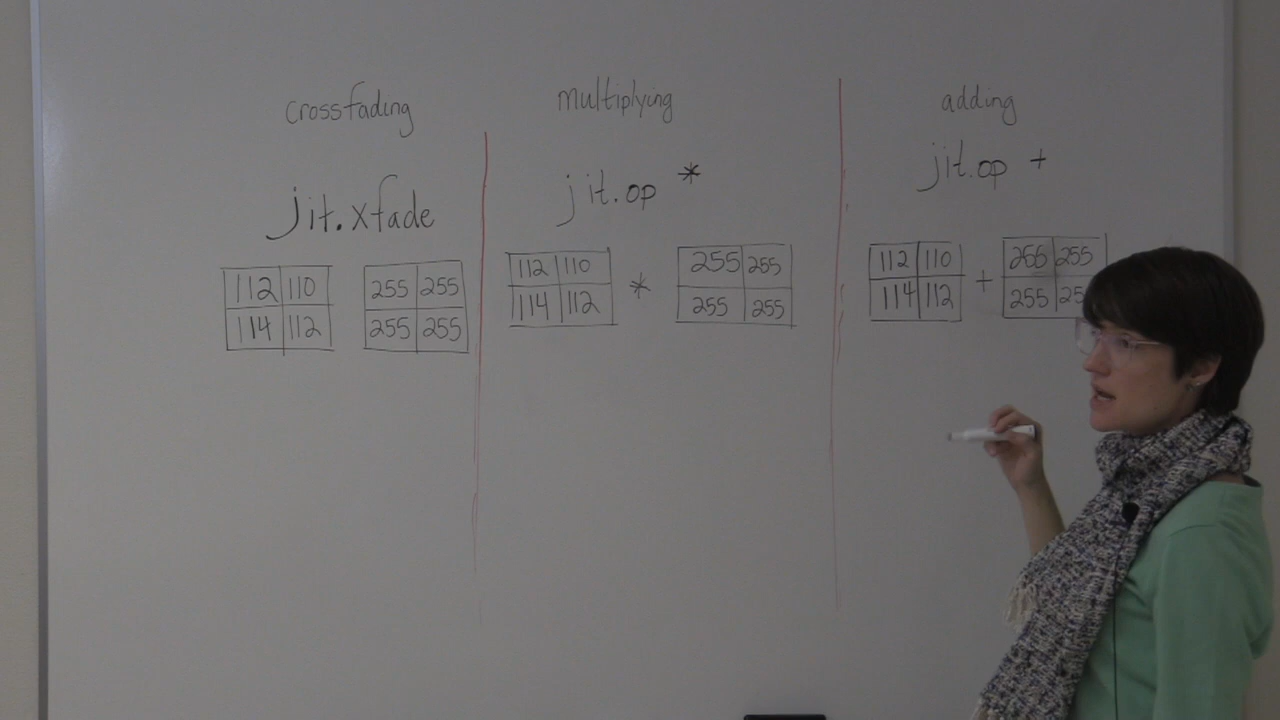 crossfading
jit.xfade
112 110 255 255
114 112 255 255
multiplying
jit.op *
112 110 * 255 255
114 112 255 255
adding
jit.op +
112 110 + 255 255
114 112 255